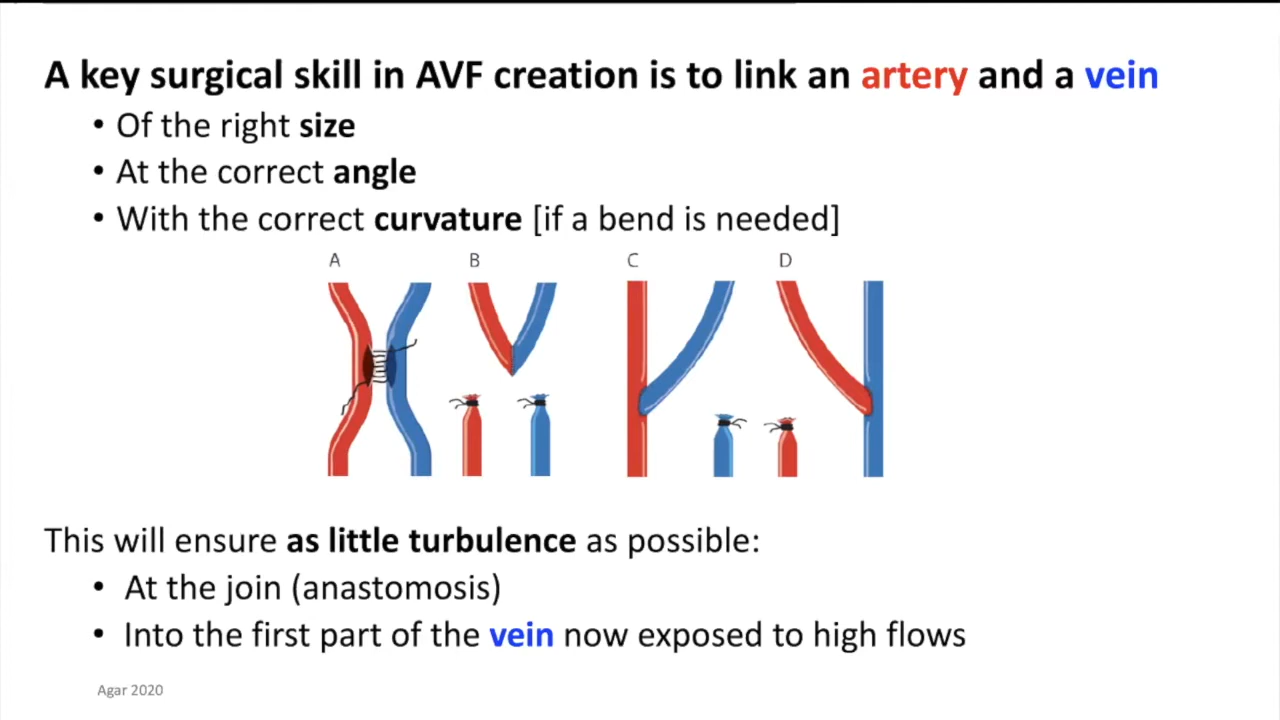 A key surgical skill in AVF creation is to link an artery and a vein
• Of the right size
• At the correct angle
• With the correct curvature [if a bend is needed]
A B C D
This will ensure as little turbulence as possible:
• At the join (anastomosis)
• Into the first part of the vein now exposed to high flows
Agar 2020